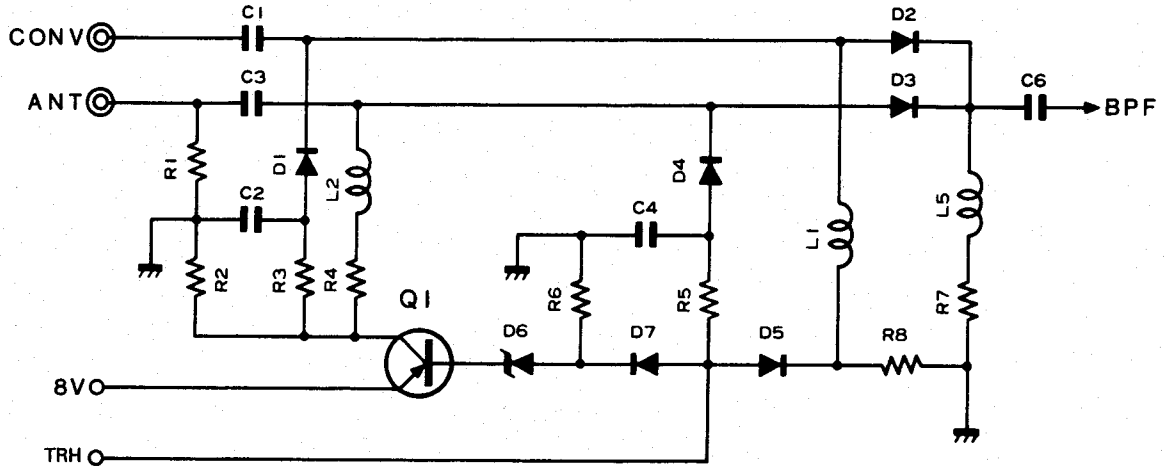 C1
D2
CONV
C3
D3
C6
ANT
BPF
R1
D1
L2
D4
C2
C4
L1
L5
R2
R3
R4
Q1
R6
R5
R7
D6
D7
D5
R8
8V
TRH